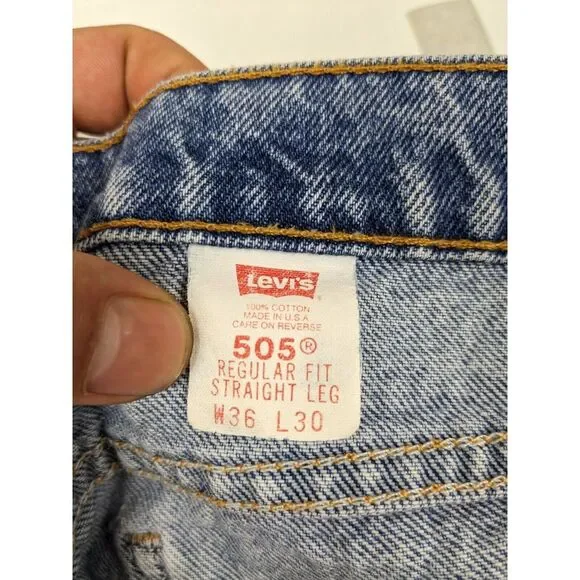 Levi's
100% COTTON
MADE IN U.S.A
CARE ON REVERSE
505®
REGULAR FIT
STRAIGHT LEG
W36 L30